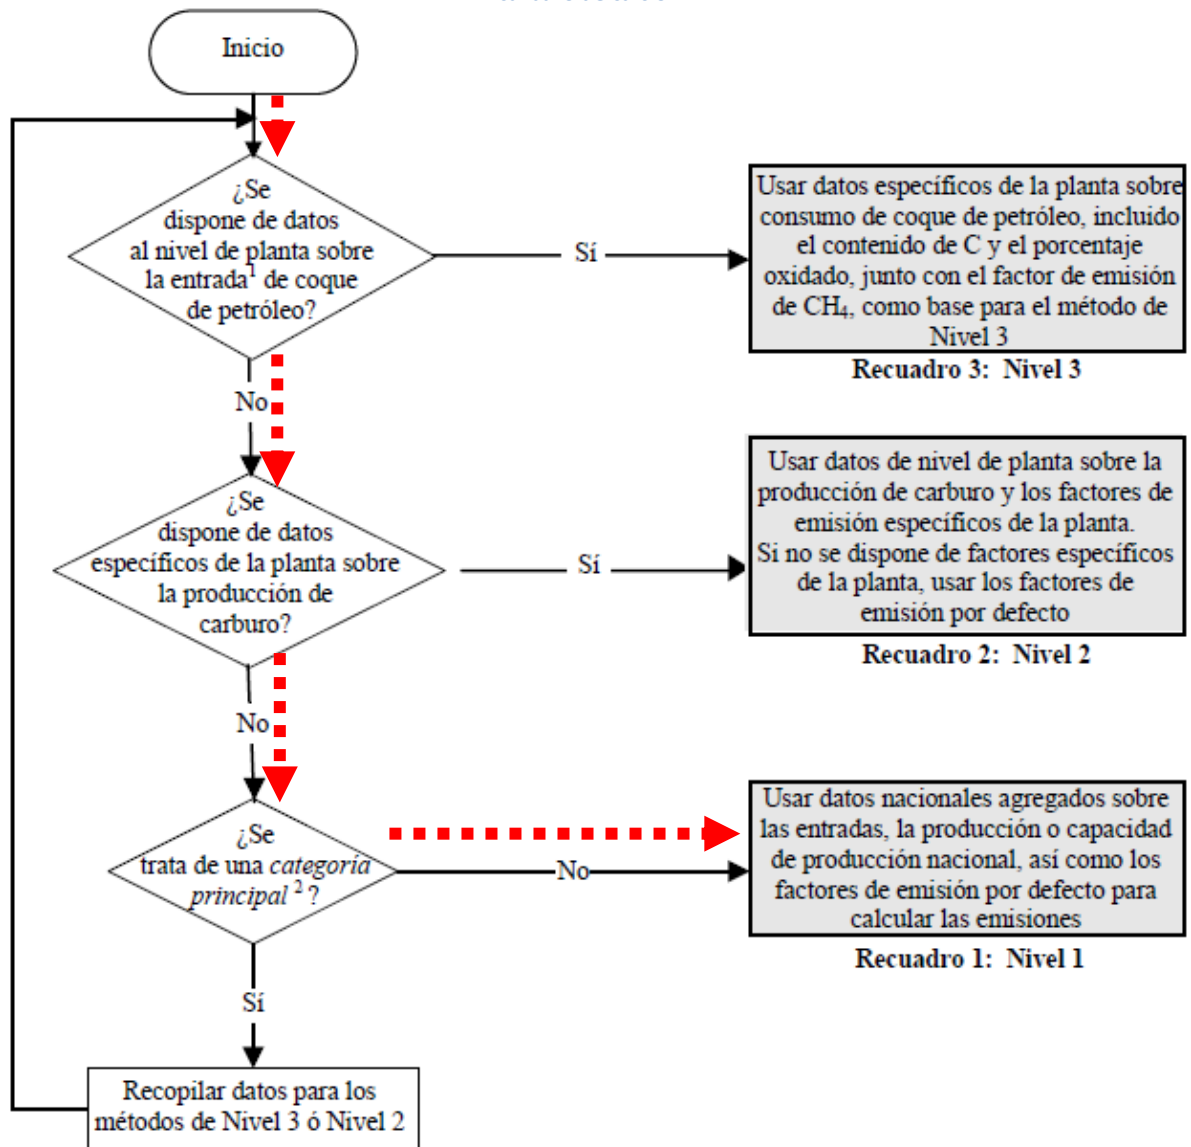 Inicio
¿Se
dispone de datos
al nivel de planta sobre
la entrada¹ de coque
de petróleo?
Sí
Usar datos específicos de la planta sobre
consumo de coque de petróleo, incluido
el contenido de C y el porcentaje
oxidado, junto con el factor de emisión
de CH₄, como base para el método de
Nivel 3
Recuadro 3: Nivel 3
No
¿Se
dispone de datos
específicos de la planta sobre
la producción de
carburo?
Sí
Usar datos de nivel de planta sobre la
producción de carburo y los factores de
emisión específicos de la planta.
Si no se dispone de factores específicos
de la planta, usar los factores de
emisión por defecto
Recuadro 2: Nivel 2
No
¿Se
trata de una categoría
principal ² ?
No
Usar datos nacionales agregados sobre
las entradas, la producción o capacidad
de producción nacional, así como los
factores de emisión por defecto para
calcular las emisiones
Recuadro 1: Nivel 1
Sí
Recopilar datos para los
métodos de Nivel 3 ó Nivel 2